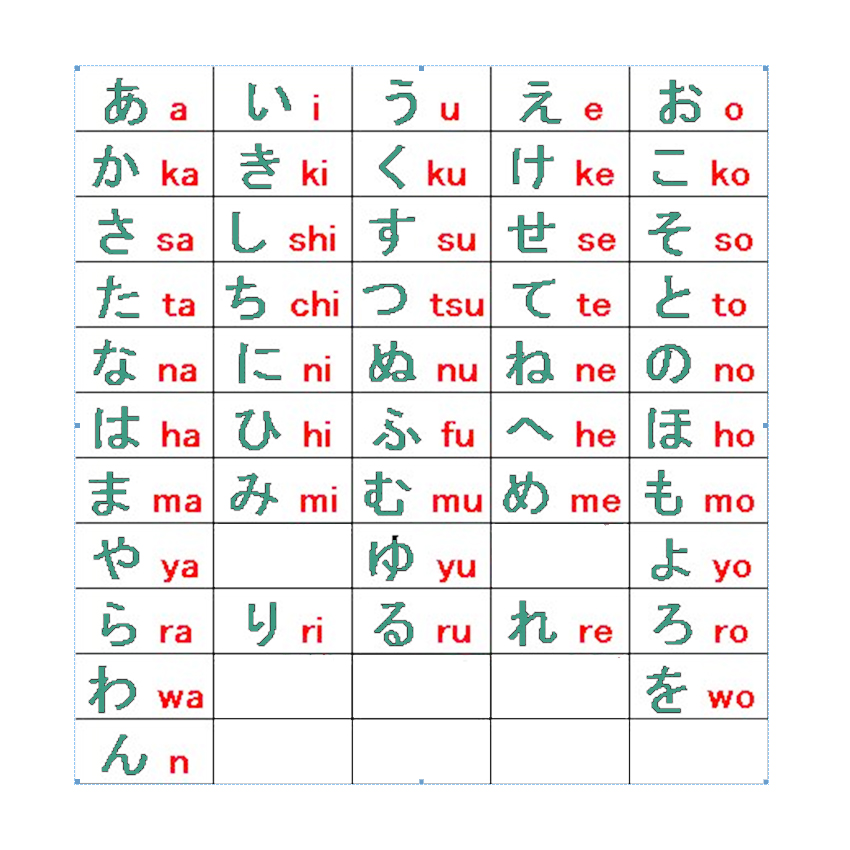 あ a い i う u え e お o
か ka き ki く ku け ke こ ko
さ sa し shi す su せ se そ so
た ta ち chi つ tsu て te と to
な na に ni ぬ nu ね ne の no
は ha ひ hi ふ fu へ he ほ ho
ま ma み mi む mu め me も mo
や ya ゆ yu よ yo
ら ra り ri る ru れ re ろ ro
わ wa を wo
ん n